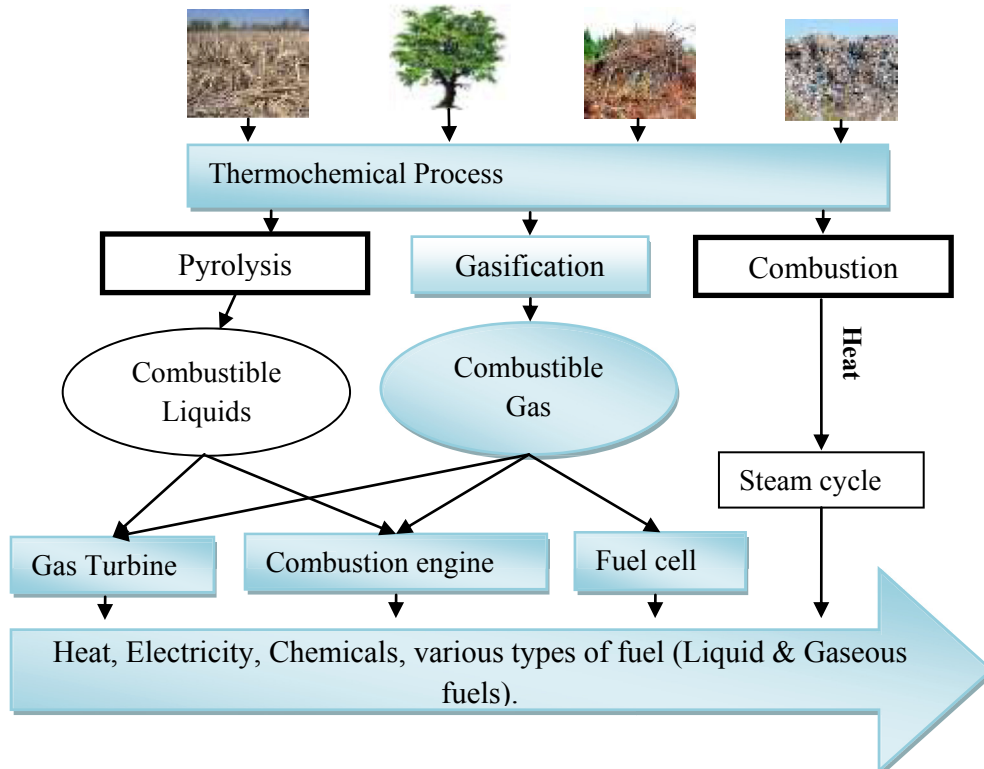 Thermochemical Process
Pyrolysis
Gasification
Combustion
Combustible
Liquids
Combustible
Gas
Heat
Steam cycle
Gas Turbine
Combustion engine
Fuel cell
Heat, Electricity, Chemicals, various types of fuel (Liquid & Gaseous
fuels).